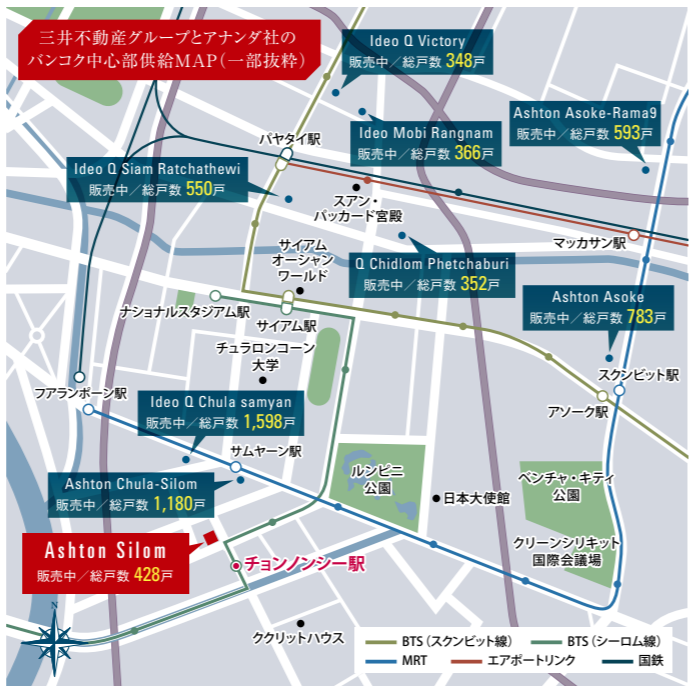 三井不動産グループとアナンダ社の
バンコク中心部供給MAP(一部抜粋)
Ideo Q Victory
販売中/総戸数 348戸
Ideo Mobi Rangnam
販売中/総戸数 366戸
Ashton Asoke-Rama9
販売中/総戸数 593戸
パヤタイ駅
Ideo Q Siam Ratchathewi
販売中/総戸数 550戸
スアン・
パッカード宮殿
マッカサン駅
サイアム
オーシャン
ワールド
Q Chidlom Phetchaburi
販売中/総戸数 352戸
Ashton Asoke
販売中/総戸数 783戸
ナショナルスタジアム駅
サイアム駅
チュラロンコーン
大学
スクンビット駅
フアランポーン駅
アソーク駅
Ideo Q Chula samyan
販売中/総戸数 1,598戸
サムヤーン駅
Ashton Chula-Silom
販売中/総戸数 1,180戸
ルンピニ
公園
日本大使館
ベンチャ・キティ
公園
クリーンシリキット
国際会議場
Ashton Silom
販売中/総戸数 428戸
チョンノンシー駅
ククリットハウス
N
BTS(スクンビット線)
BTS(シーロム線)
MRT
エアポートリンク
国鉄